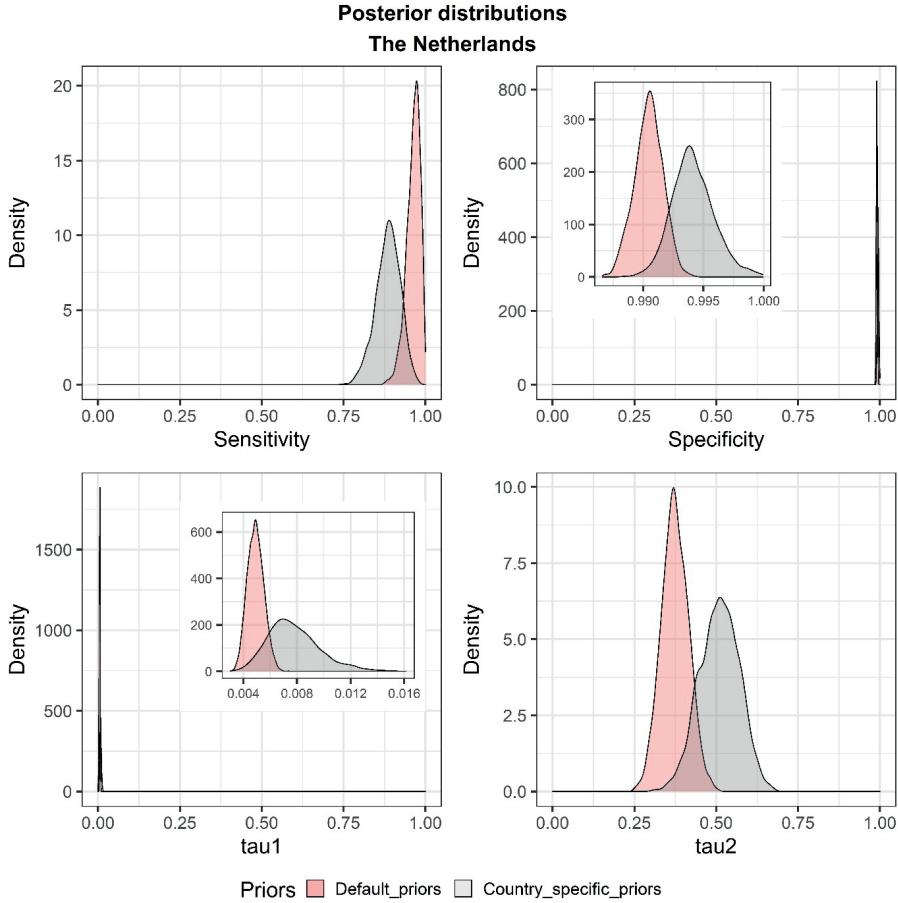 Posterior distributions
The Netherlands
20
15
10
5
0
Density
0.00 0.25 0.50 0.75 1.00
Sensitivity
800
600
400
200
0
Density
300
200
100
0
0.990 0.995 1.000
0.00 0.25 0.50 0.75 1.00
Specificity
1500
1000
500
0
Density
600
400
200
0
0.004 0.008 0.012 0.016
0.00 0.25 0.50 0.75 1.00
tau1
10.0
7.5
5.0
2.5
0.0
Density
0.00 0.25 0.50 0.75 1.00
tau2
Priors Default_priors Country_specific_priors